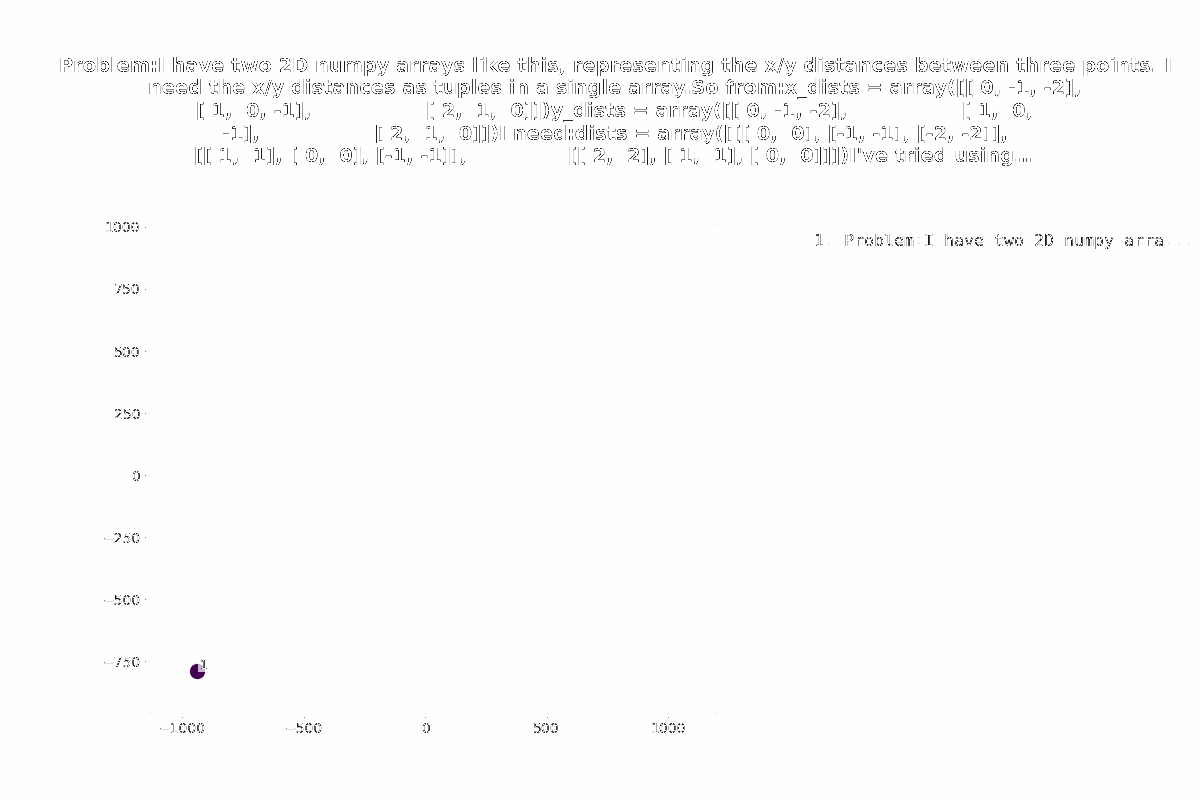 Problem:I have two 2D numpy arrays like this, representing the x/y distances between three points. I
need the x/y distances as tuples in a single array.So from:x_dists = array([[ 0, -1, -2],
[ 1,  0, -1],                 [ 2,  1,  0]])y_dists = array([[ 0, -1, -2],                 [ 1,  0,
-1],                 [ 2,  1,  0]])I need:dists = array([[[ 0,  0], [-1, -1], [-2, -2]],
[[ 1,  1], [ 0,  0], [-1, -1]],               [[ 2,  2], [ 1,  1], [ 0,  0]]])I've tried using...
1. Problem:I have two 2D numpy arra...
1000
750
500
250
0
−250
−500
−750
1
−1000
−500
0
500
1000